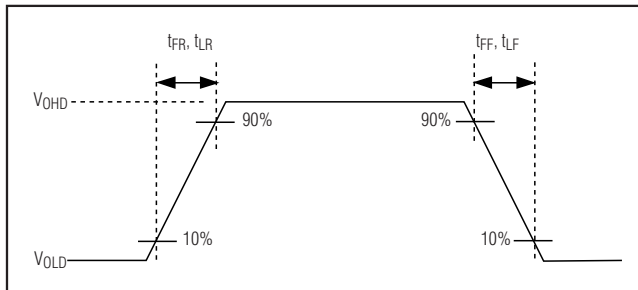 tFR, tLR
tFF, tLF
VOHD
90%
90%
10%
10%
VOLD